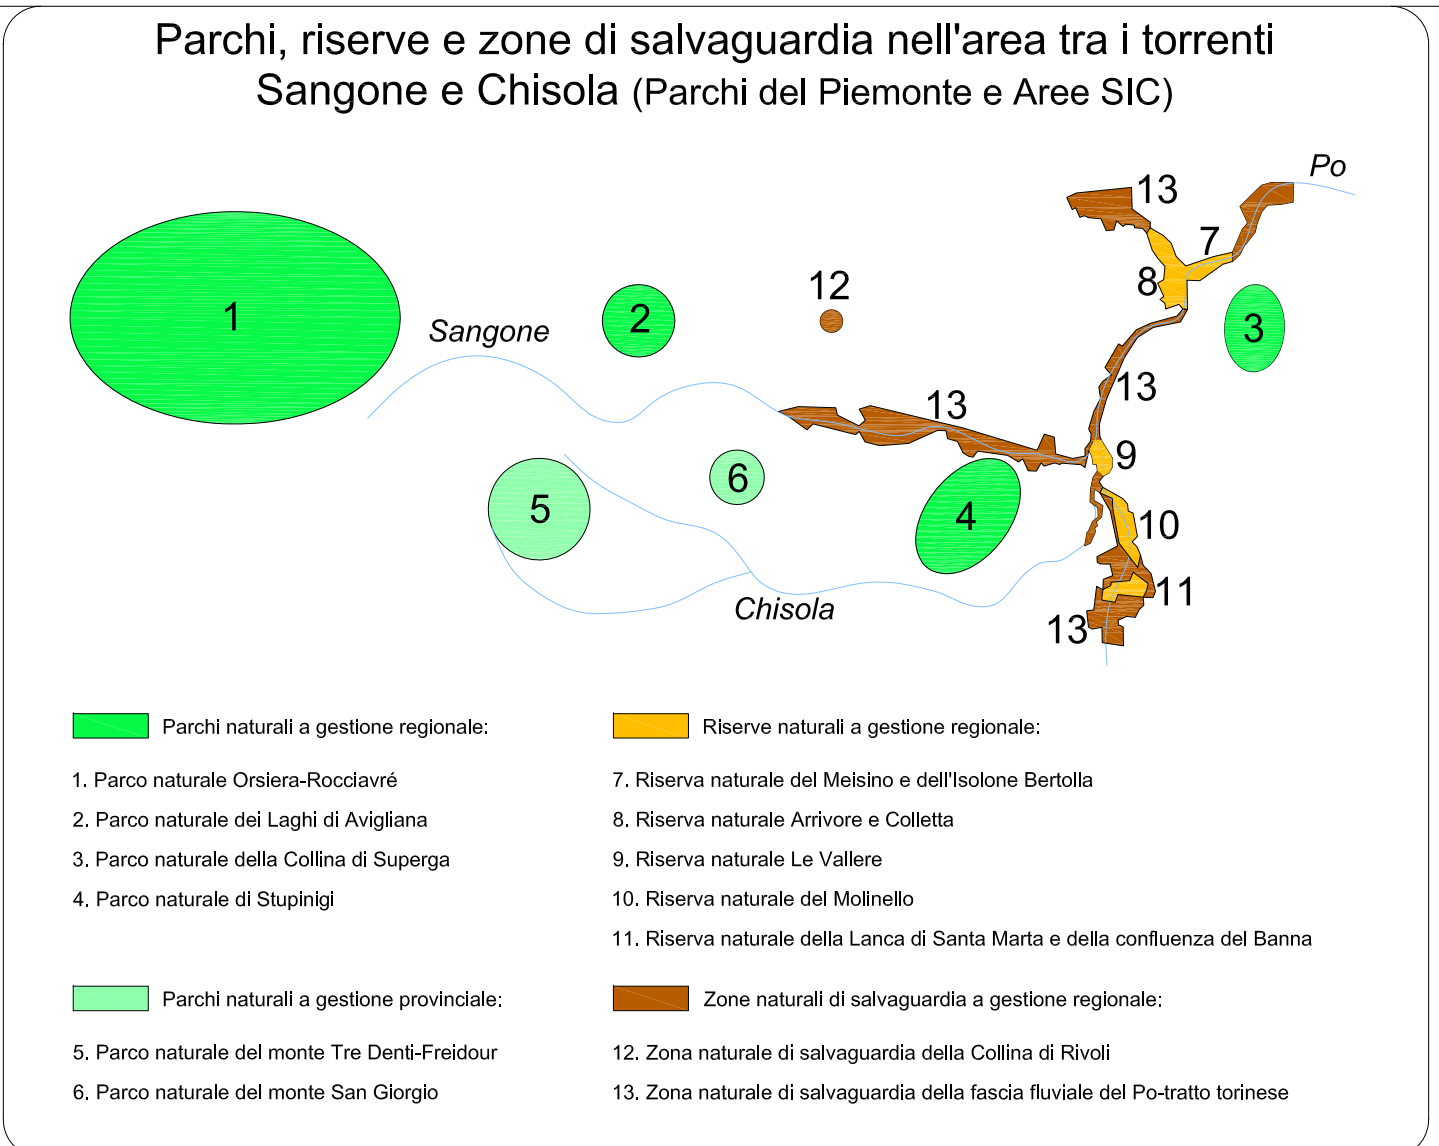 Parchi, riserve e zone di salvaguardia nell'area tra i torrenti
Sangone e Chisola (Parchi del Piemonte e Aree SIC)
Po
13
7
8
12
1
2
3
Sangone
13
13
9
6
5
4
10
11
Chisola
13
Parchi naturali a gestione regionale:
1. Parco naturale Orsiera-Rocciavré
2. Parco naturale dei Laghi di Avigliana
3. Parco naturale della Collina di Superga
4. Parco naturale di Stupinigi
Parchi naturali a gestione provinciale:
5. Parco naturale del monte Tre Denti-Freidour
6. Parco naturale del monte San Giorgio
Riserve naturali a gestione regionale:
7. Riserva naturale del Meisino e dell'Isolone Bertolla
8. Riserva naturale Arrivore e Colletta
9. Riserva naturale Le Vallere
10. Riserva naturale del Molinello
11. Riserva naturale della Lanca di Santa Marta e della confluenza del Banna
Zone naturali di salvaguardia a gestione regionale:
12. Zona naturale di salvaguardia della Collina di Rivoli
13. Zona naturale di salvaguardia della fascia fluviale del Po-tratto torinese